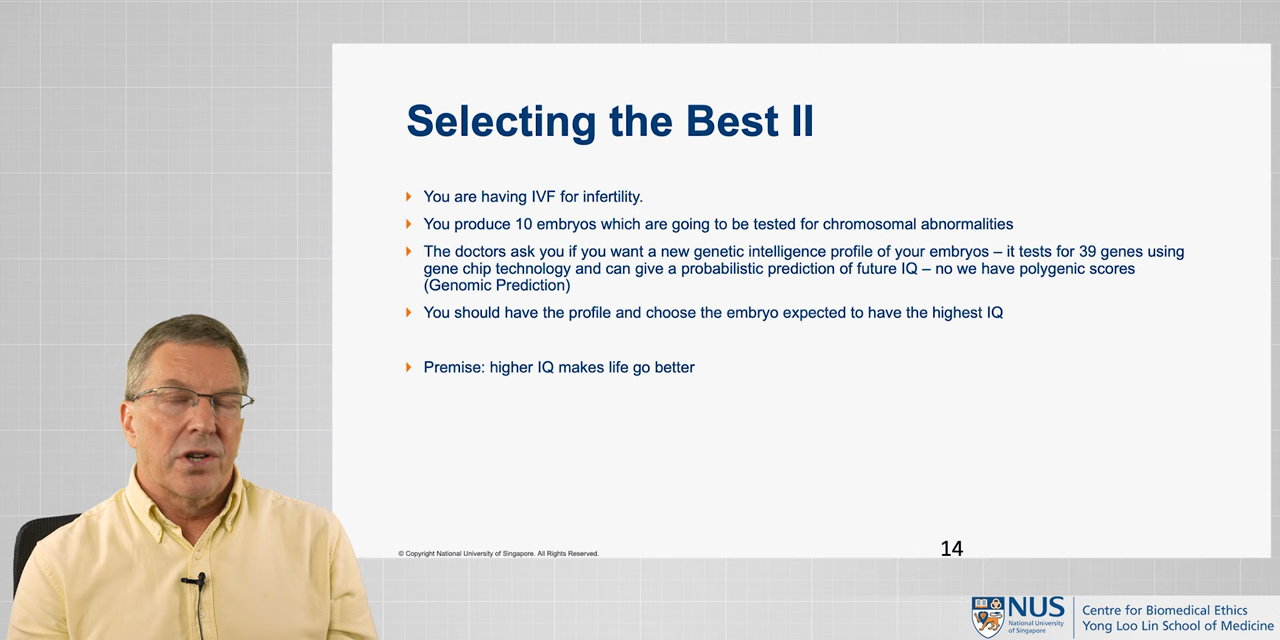 Selecting the Best II
You are having IVF for infertility.
You produce 10 embryos which are going to be tested for chromosomal abnormalities
The doctors ask you if you want a new genetic intelligence profile of your embryos – it tests for 39 genes using
gene chip technology and can give a probabilistic prediction of future IQ – no we have polygenic scores
(Genomic Prediction)
You should have the profile and choose the embryo expected to have the highest IQ
Premise: higher IQ makes life go better
© Copyright National University of Singapore. All Rights Reserved.
14
NUS
National University
of Singapore
Centre for Biomedical Ethics
Yong Loo Lin School of Medicine